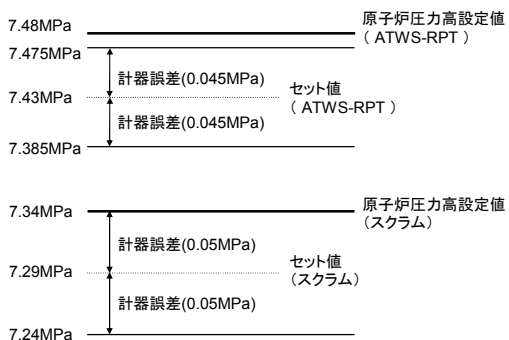 7.48MPa
原子炉圧力高設定値
( ATWS-RPT )
7.475MPa
計器誤差(0.045MPa)
7.43MPa
セット値
( ATWS-RPT )
計器誤差(0.045MPa)
7.385MPa
7.34MPa
原子炉圧力高設定値
(スクラム)
計器誤差(0.05MPa)
7.29MPa
セット値
(スクラム)
計器誤差(0.05MPa)
7.24MPa